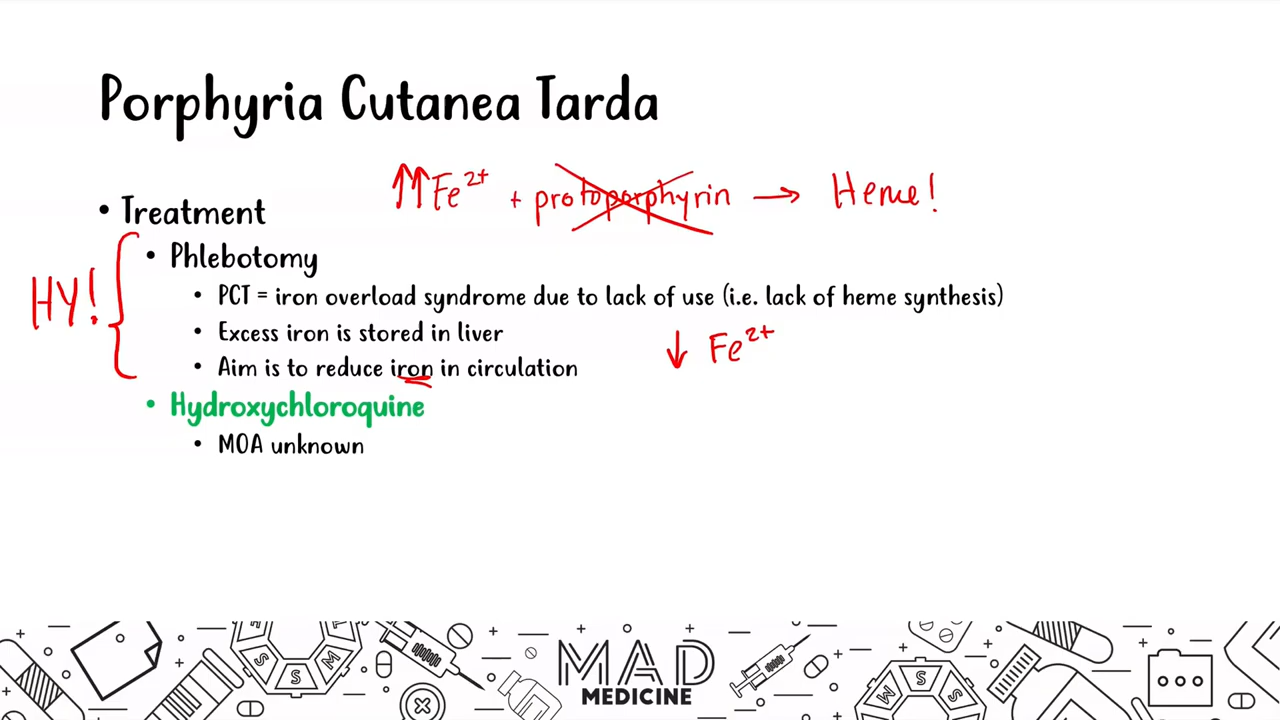 Porphyria Cutanea Tarda
↑↑Fe²⁺ + protoporphyrin → Heme!
• Treatment
• Phlebotomy
HY!
• PCT = iron overload syndrome due to lack of use (i.e. lack of heme synthesis)
• Excess iron is stored in liver
↓ Fe²⁺
• Aim is to reduce iron in circulation
• Hydroxychloroquine
• MOA unknown
S S M
M S S
MAD
MEDICINE